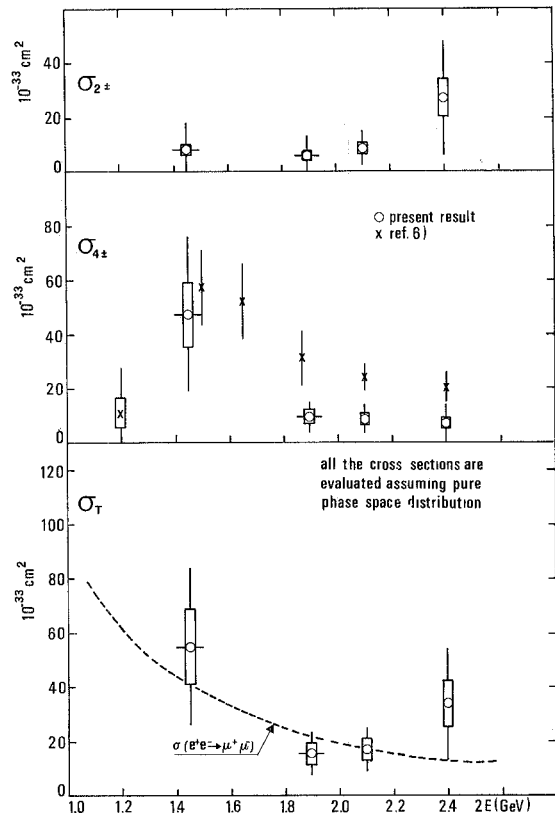 10⁻³³ cm²
σ2±
40
20
0
10⁻³³ cm²
σ4±
○ present result
x ref. 6)
80
60
40
20
0
10⁻³³ cm²
σT
all the cross sections are
evaluated assuming pure
phase space distribution
120
100
80
60
40
20
0
σ (e⁺e⁻→μ⁺μ⁻)
1.0 1.2 1.4 1.6 1.8 2.0 2.2 2.4 2E(GeV)